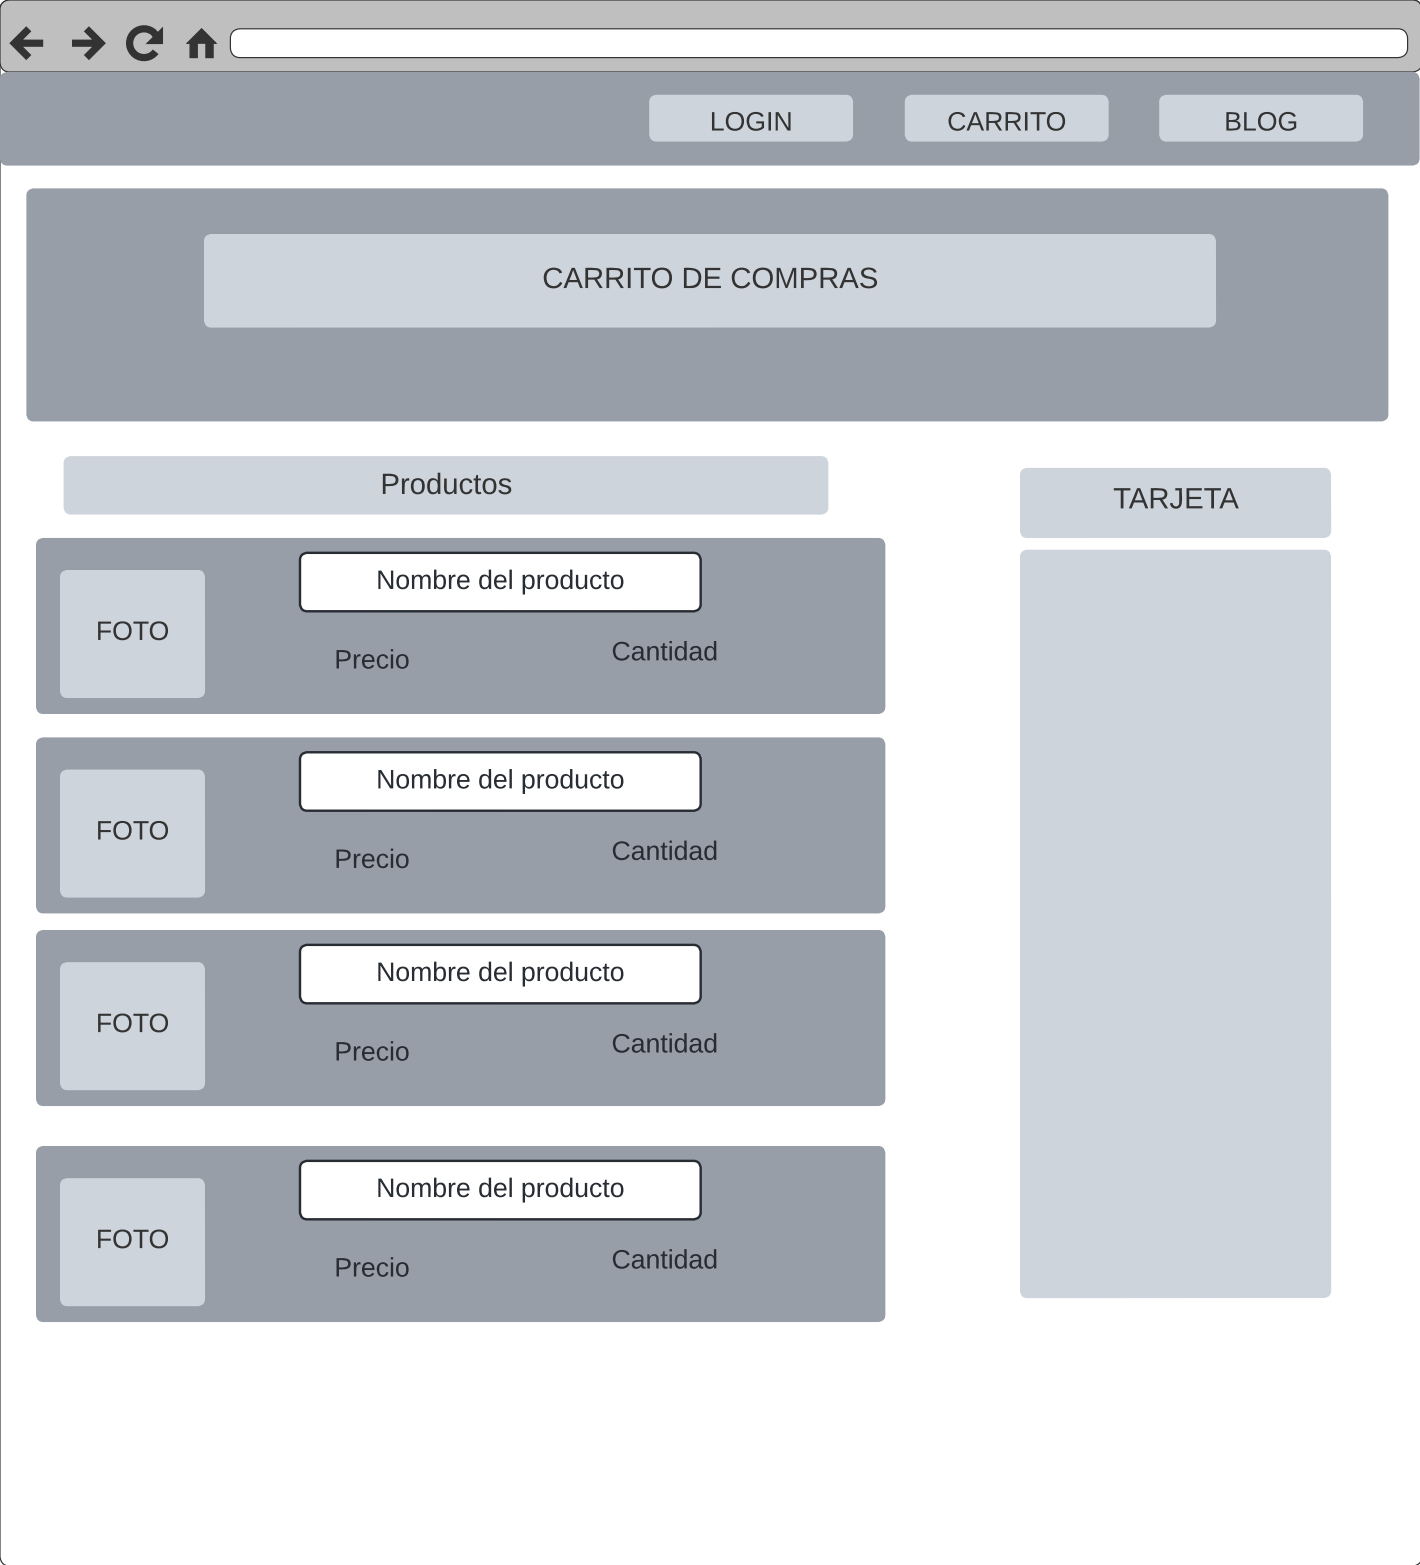 LOGIN
CARRITO
BLOG
CARRITO DE COMPRAS
Productos
TARJETA
Nombre del producto
FOTO
Precio
Cantidad
Nombre del producto
FOTO
Precio
Cantidad
Nombre del producto
FOTO
Precio
Cantidad
Nombre del producto
FOTO
Precio
Cantidad